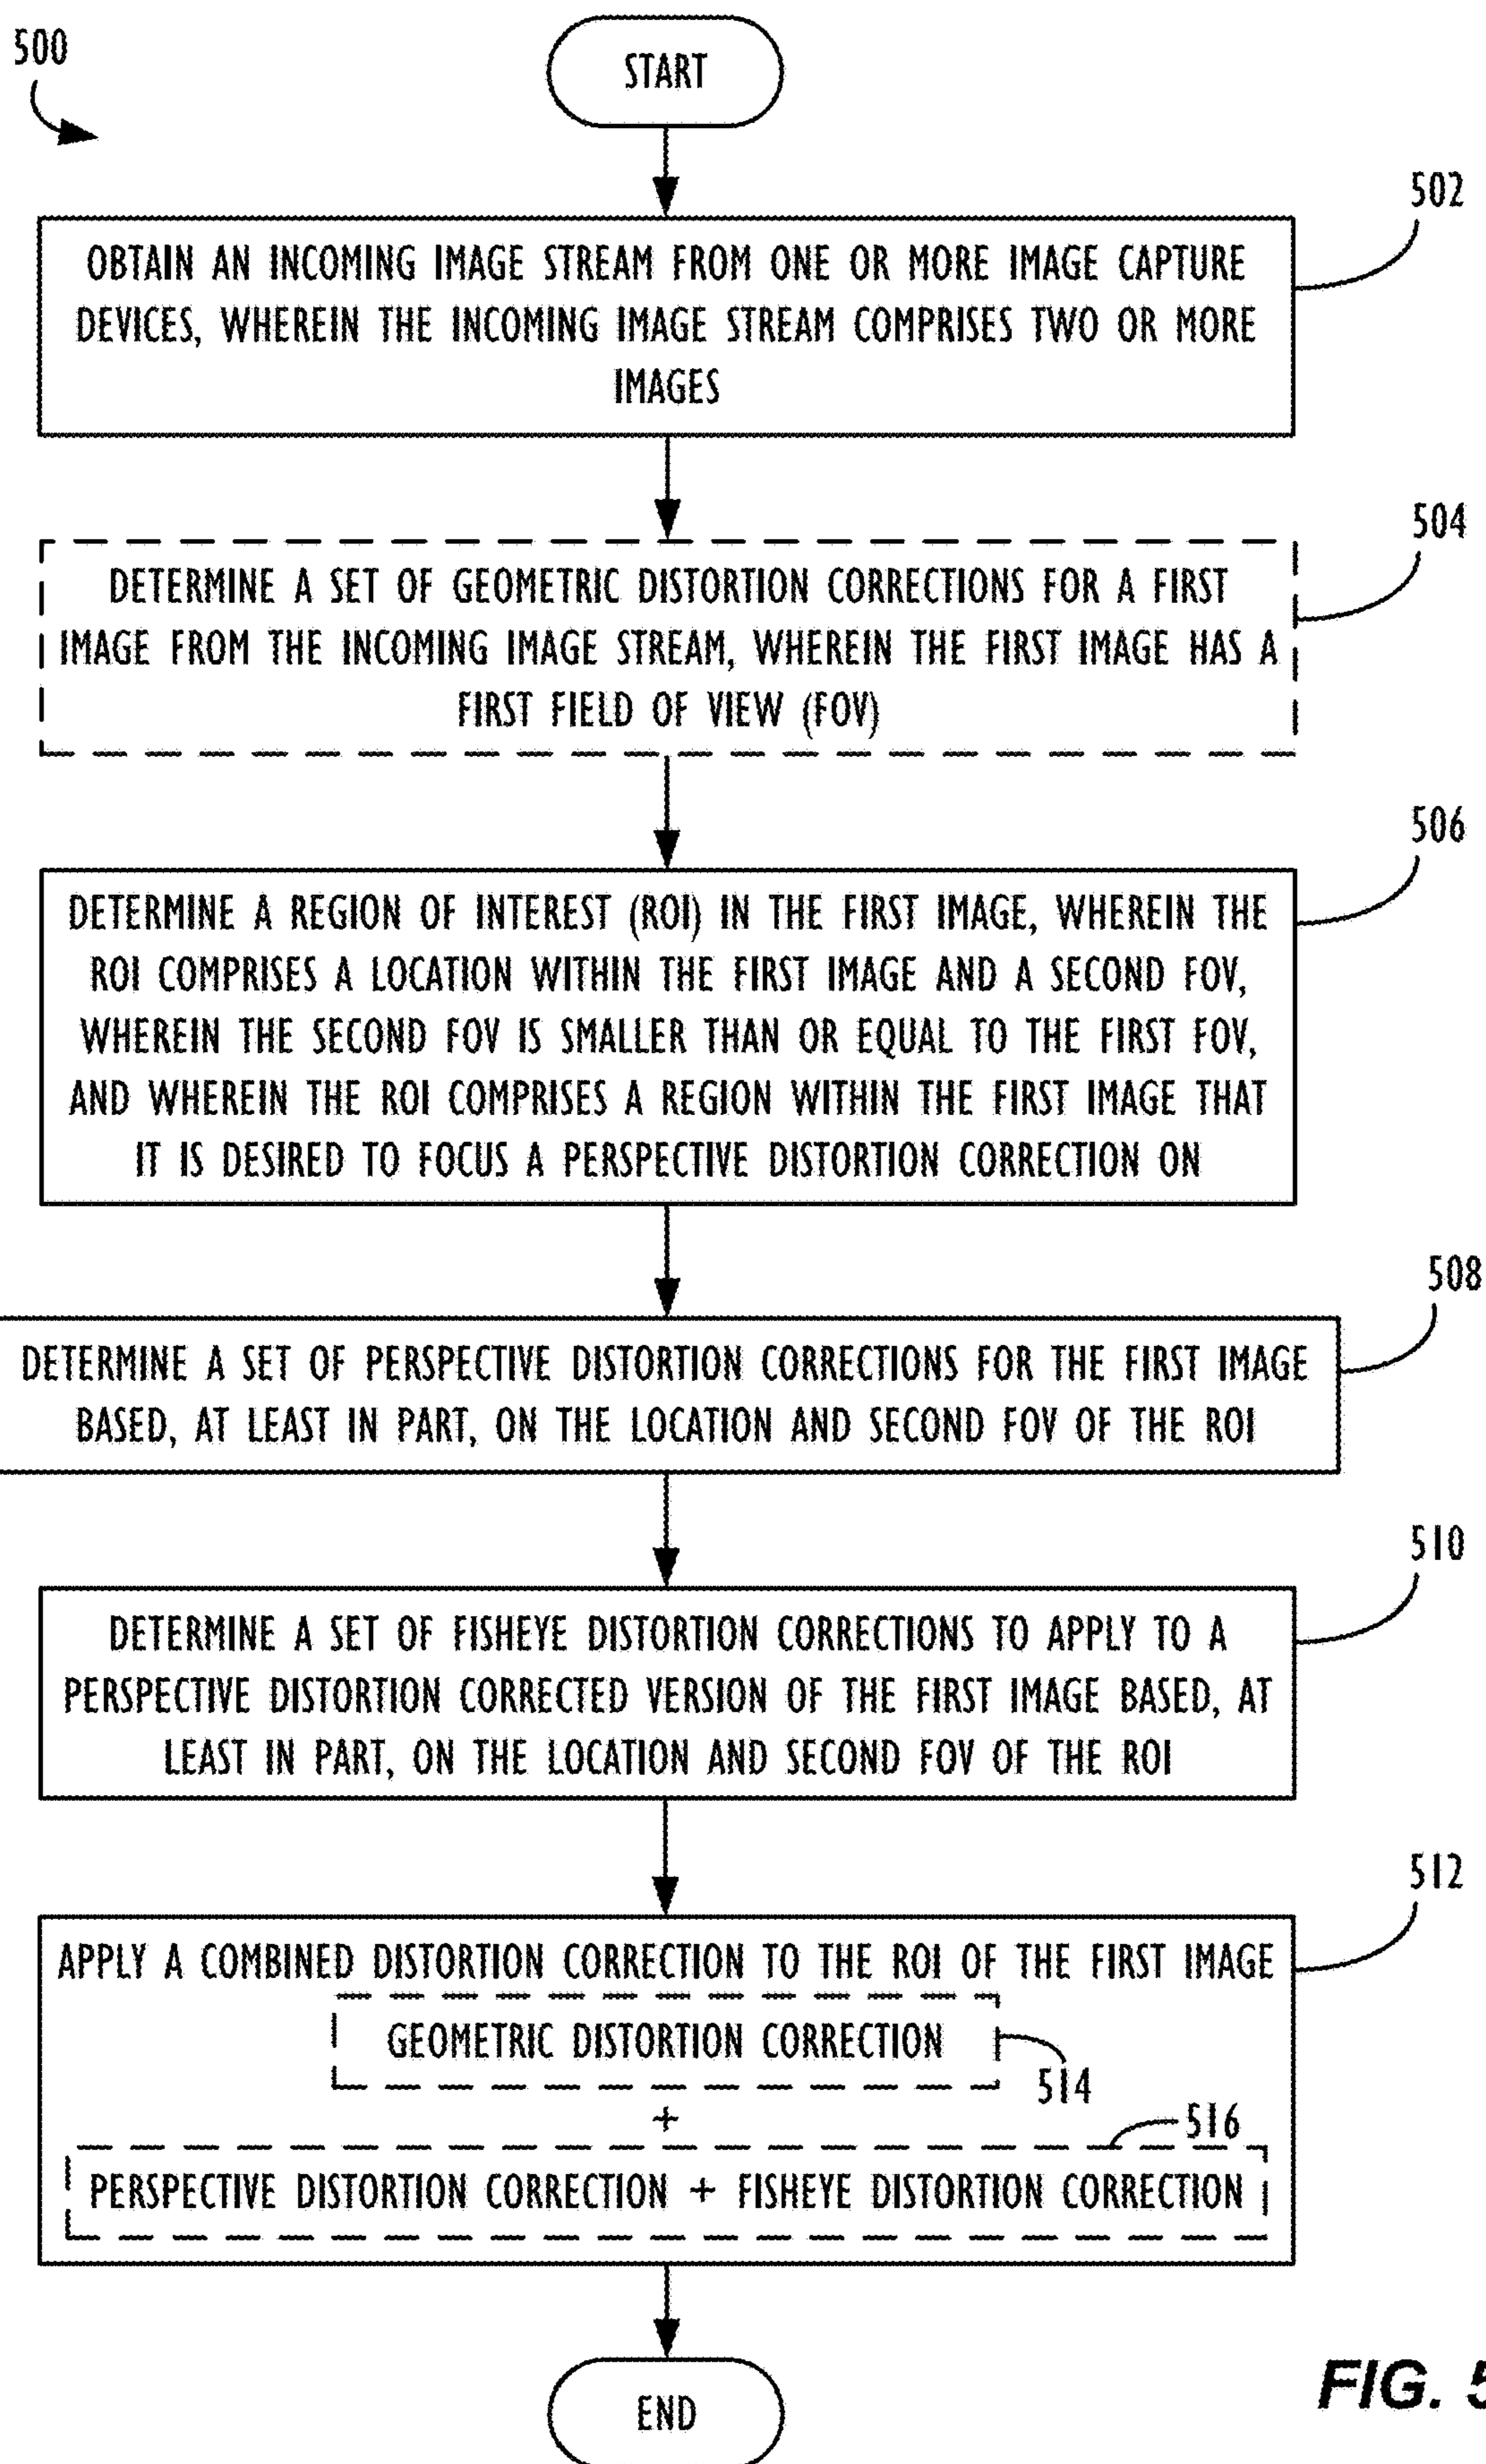 500
START
502
OBTAIN AN INCOMING IMAGE STREAM FROM ONE OR MORE IMAGE CAPTURE
DEVICES, WHEREIN THE INCOMING IMAGE STREAM COMPRISES TWO OR MORE
IMAGES
504
DETERMINE A SET OF GEOMETRIC DISTORTION CORRECTIONS FOR A FIRST
IMAGE FROM THE INCOMING IMAGE STREAM, WHEREIN THE FIRST IMAGE HAS A
FIRST FIELD OF VIEW (FOV)
506
DETERMINE A REGION OF INTEREST (ROI) IN THE FIRST IMAGE, WHEREIN THE
ROI COMPRISES A LOCATION WITHIN THE FIRST IMAGE AND A SECOND FOV,
WHEREIN THE SECOND FOV IS SMALLER THAN OR EQUAL TO THE FIRST FOV,
AND WHEREIN THE ROI COMPRISES A REGION WITHIN THE FIRST IMAGE THAT
IT IS DESIRED TO FOCUS A PERSPECTIVE DISTORTION CORRECTION ON
508
DETERMINE A SET OF PERSPECTIVE DISTORTION CORRECTIONS FOR THE FIRST IMAGE
BASED, AT LEAST IN PART, ON THE LOCATION AND SECOND FOV OF THE ROI
510
DETERMINE A SET OF FISHEYE DISTORTION CORRECTIONS TO APPLY TO A
PERSPECTIVE DISTORTION CORRECTED VERSION OF THE FIRST IMAGE BASED, AT
LEAST IN PART, ON THE LOCATION AND SECOND FOV OF THE ROI
512
APPLY A COMBINED DISTORTION CORRECTION TO THE ROI OF THE FIRST IMAGE
GEOMETRIC DISTORTION CORRECTION
514
+
516
PERSPECTIVE DISTORTION CORRECTION + FISHEYE DISTORTION CORRECTION
END
FIG. 5